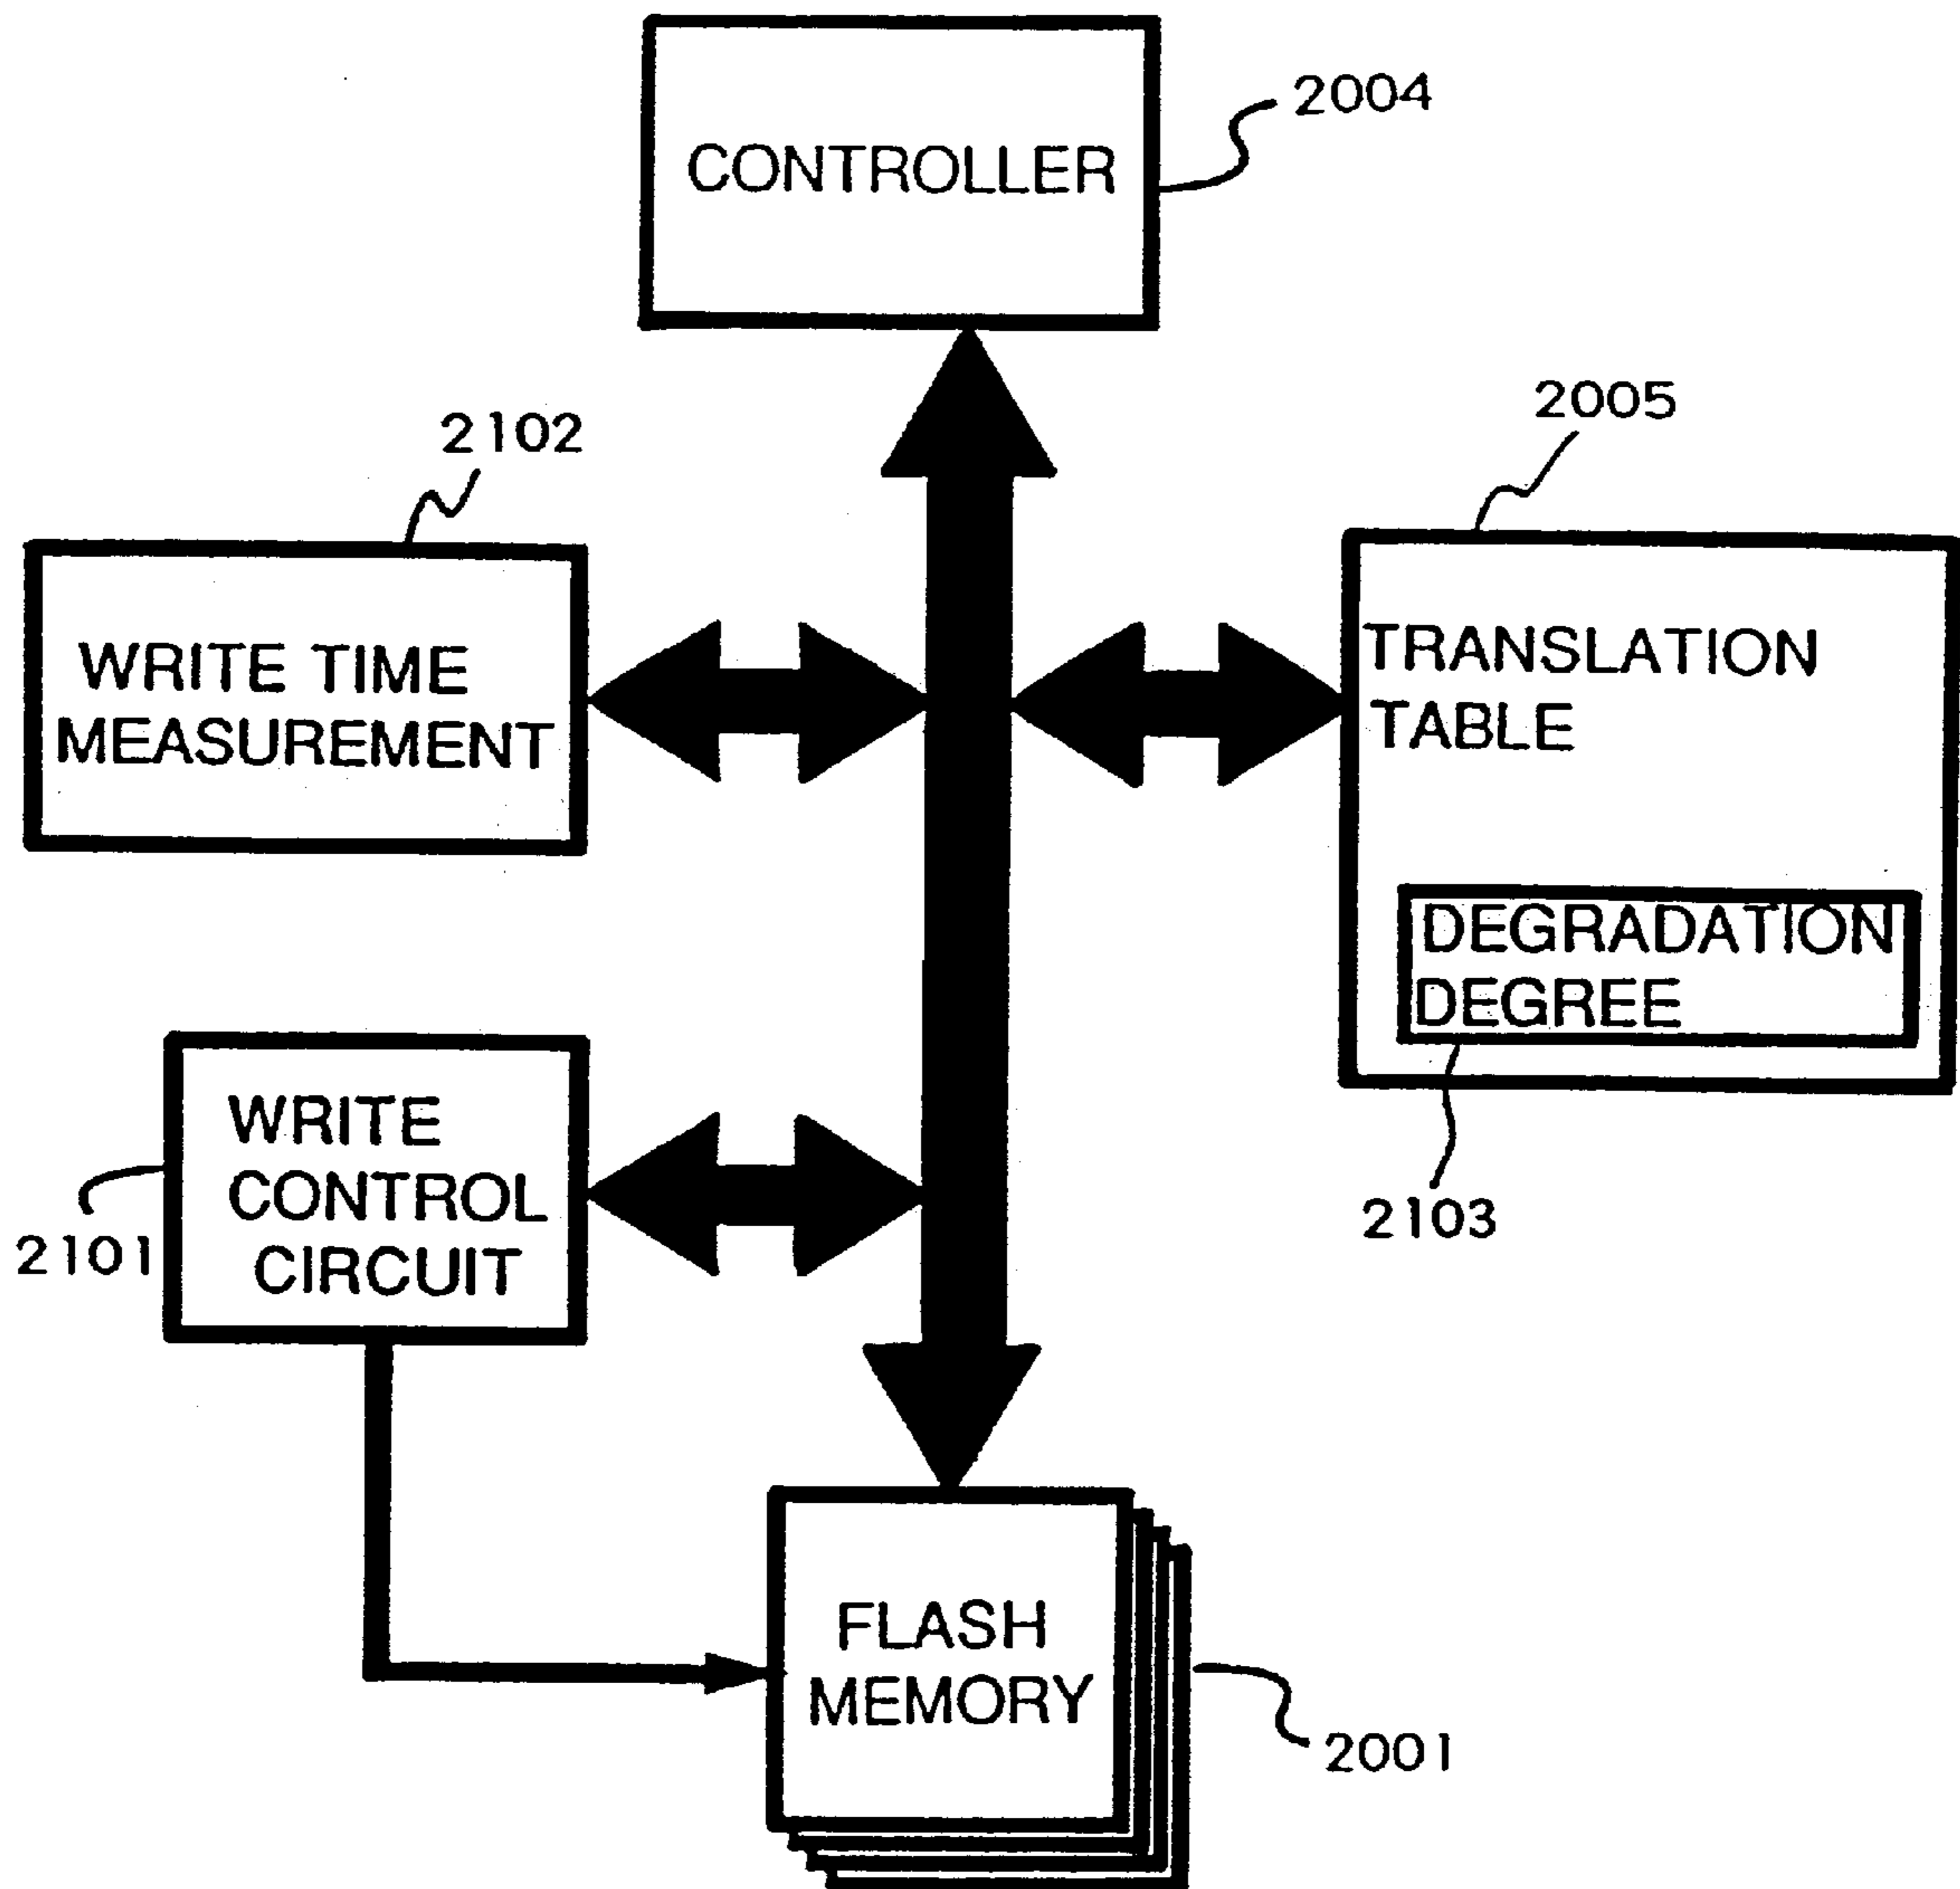 CONTROLLER
2004
2102
2005
WRITE TIME
MEASUREMENT
TRANSLATION
TABLE
DEGRADATION
DEGREE
2103
WRITE
CONTROL
CIRCUIT
2101
FLASH
MEMORY
2001